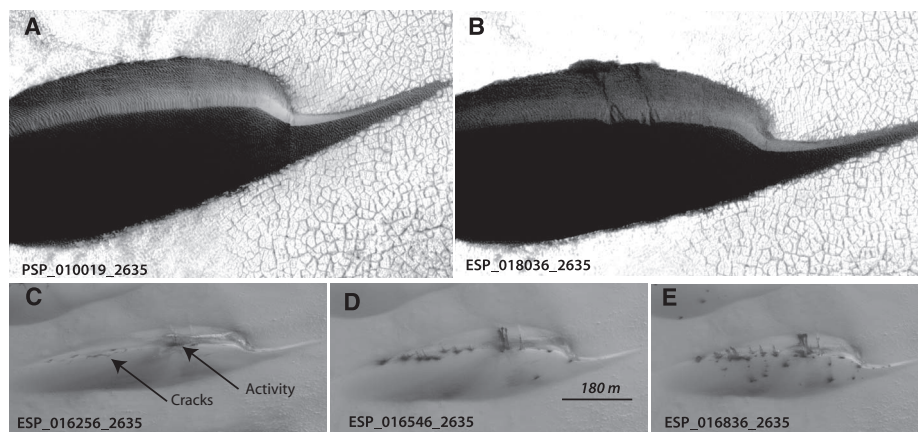 A
B
PSP_010019_2635
ESP_018036_2635
C
D
E
Cracks
Activity
180 m
ESP_016256_2635
ESP_016546_2635
ESP_016836_2635